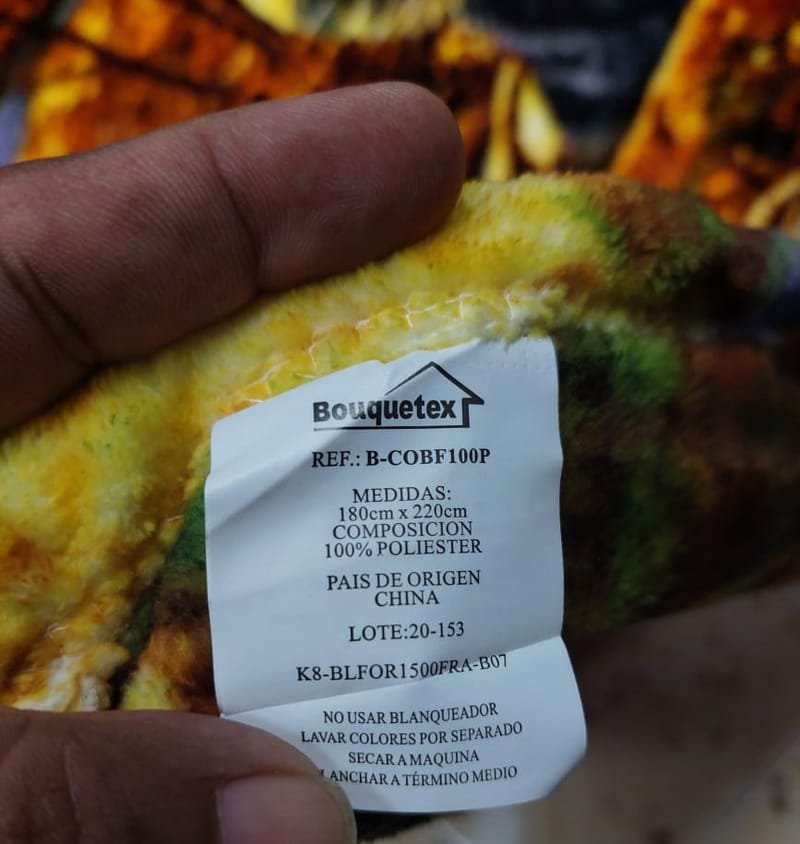 Bouquetex
REF.: B-COBF100P
MEDIDAS:
180cm x 220cm
COMPOSICION
100% POLIESTER
PAIS DE ORIGEN
CHINA
LOTE:20-153
K8-BLFOR1500FRA-B07
NO USAR BLANQUEADOR
LAVAR COLORES POR SEPARADO
SECAR A MAQUINA
LANCHAR A TÉRMINO MEDIO